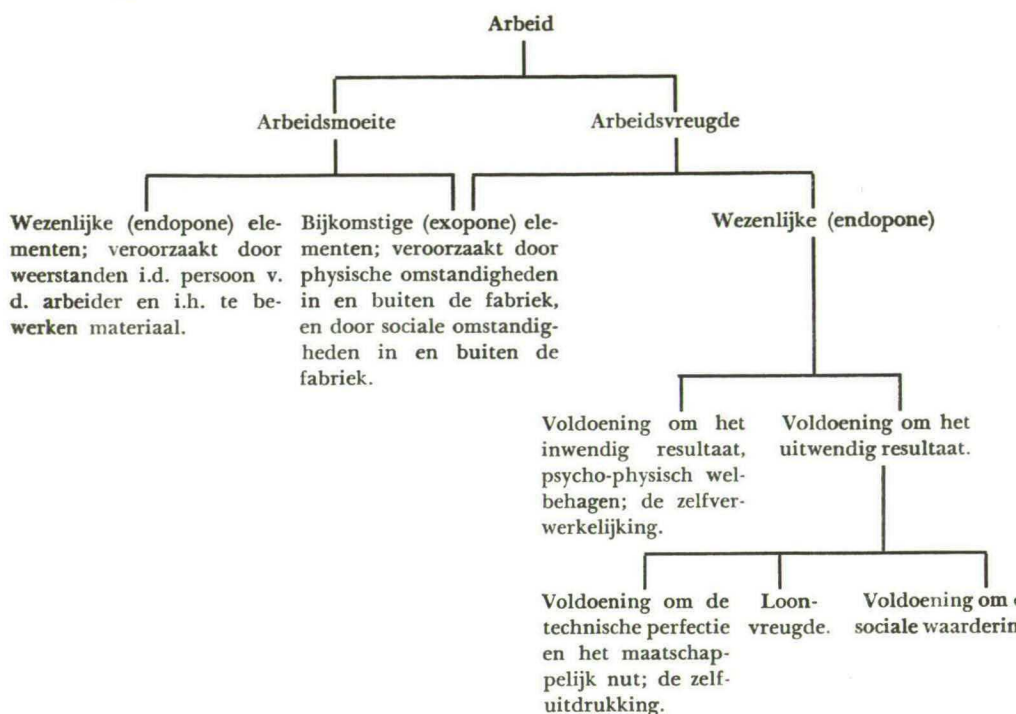 Arbeid
Arbeidsmoeite
Arbeidsvreugde
Wezenlijke (endopone) ele-
menten; veroorzaakt door
weerstanden i.d. persoon v.
d. arbeider en i.h. te be-
werken materiaal.
Bijkomstige (exopone) ele-
menten; veroorzaakt door
physische omstandigheden
in en buiten de fabriek,
en door sociale omstandig-
heden in en buiten de
fabriek.
Wezenlijke (endopone)
Voldoening om het
inwendig resultaat,
psycho-physisch wel-
behagen; de zelfver-
werkelijking.
Voldoening om het
uitwendig resultaat.
Voldoening om de
technische perfectie
en het maatschap-
pelijk nut; de zelf-
uitdrukking.
Loon-
vreugde.
Voldoening om
sociale